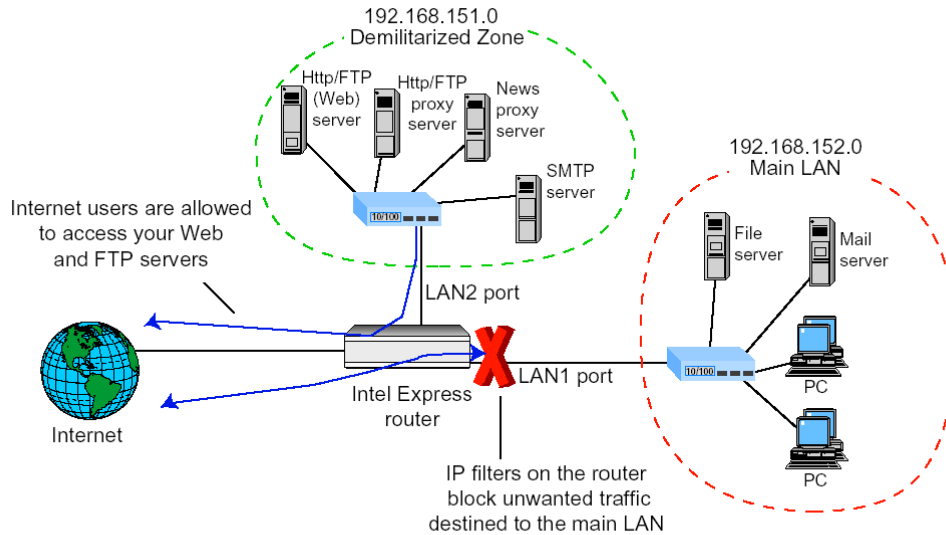 192.168.151.0
Demilitarized Zone
Http/FTP
(Web)
server
Http/FTP
proxy
server
News
proxy
server
SMTP
server
10/100
192.168.152.0
Main LAN
File
server
Mail
server
Internet users are allowed
to access your Web
and FTP servers
LAN2 port
LAN1 port
10/100
PC
PC
Intel Express
router
Internet
IP filters on the router
block unwanted traffic
destined to the main LAN